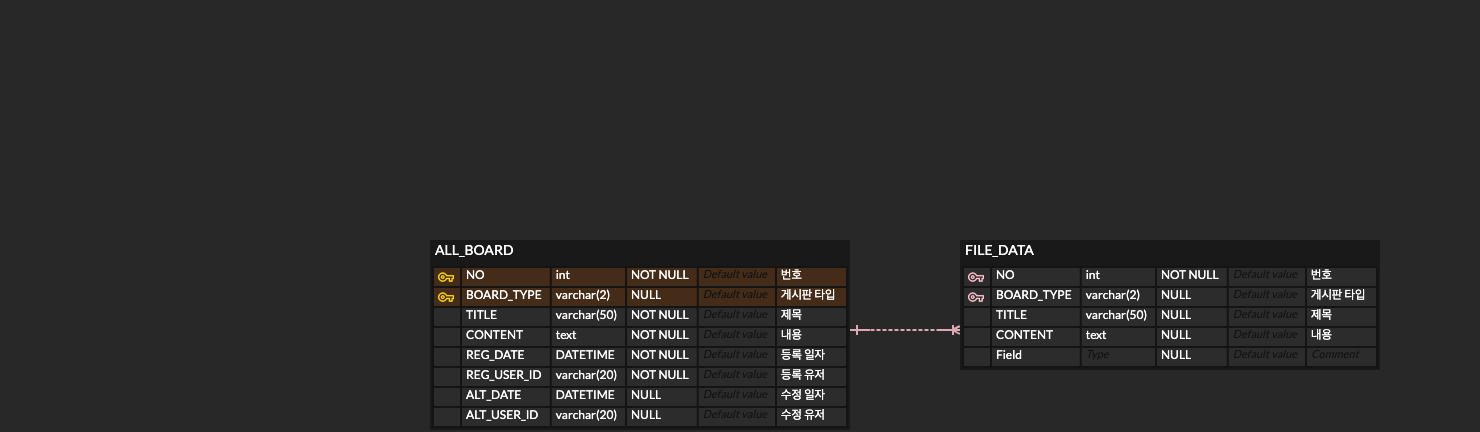 ALL_BOARD
NO int NOT NULL Default value 번호
BOARD_TYPE varchar(2) NULL Default value 게시판 타입
TITLE varchar(50) NOT NULL Default value 제목
CONTENT text NOT NULL Default value 내용
REG_DATE DATETIME NOT NULL Default value 등록 일자
REG_USER_ID varchar(20) NOT NULL Default value 등록 유저
ALT_DATE DATETIME NULL Default value 수정 일자
ALT_USER_ID varchar(20) NULL Default value 수정 유저
FILE_DATA
NO int NOT NULL Default value 번호
BOARD_TYPE varchar(2) NULL Default value 게시판 타입
TITLE varchar(50) NULL Default value 제목
CONTENT text NULL Default value 내용
Field Type NULL Default value Comment